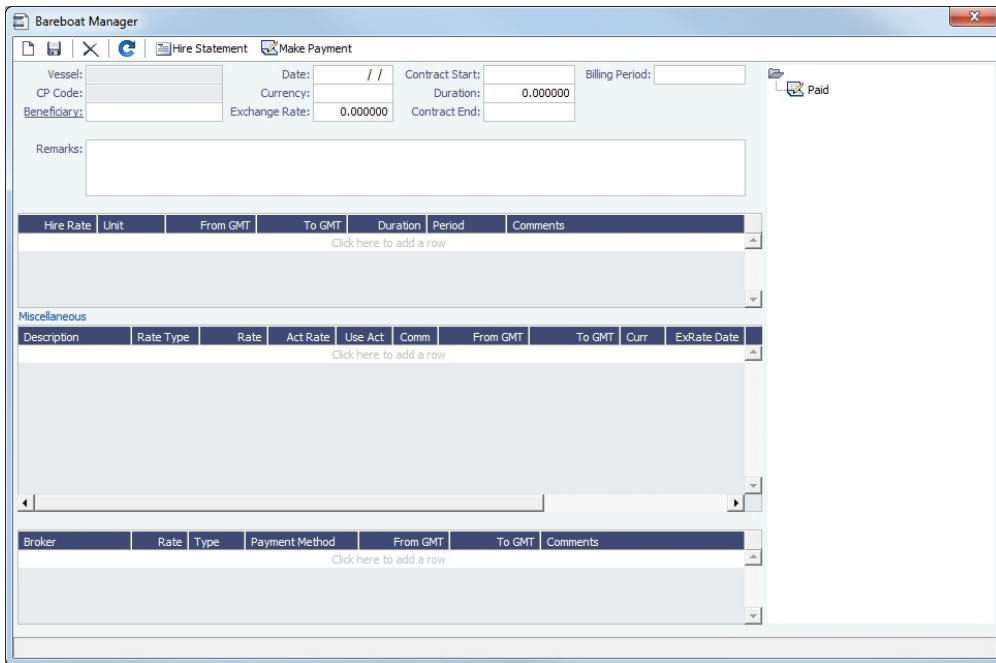 Bareboat Manager
Hire Statement Make Payment
Vessel: Date: / / Contract Start: Billing Period:
CP Code: Currency: Duration: 0.000000
Beneficiary: Exchange Rate: 0.000000 Contract End:
Paid
Remarks:
Hire Rate Unit From GMT To GMT Duration Period Comments
Click here to add a row
Miscellaneous
Description Rate Type Rate Act Rate Use Act Comm From GMT To GMT Curr ExRate Date
Click here to add a row
Broker Rate Type Payment Method From GMT To GMT Comments
Click here to add a row